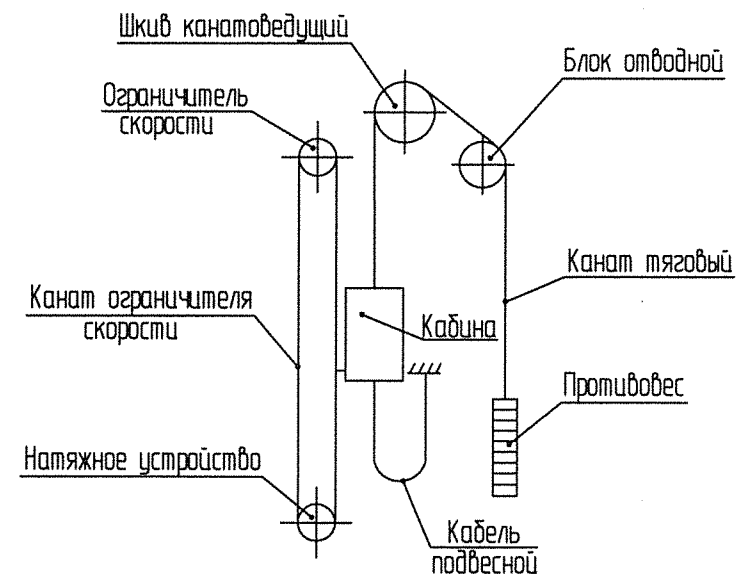 Шкив канатоведущий
Блок отводной
Ограничитель
скорости
Канат тяговый
Канат ограничителя
скорости
Кабина
Противовес
Натяжное устройство
Кабель
подвесной